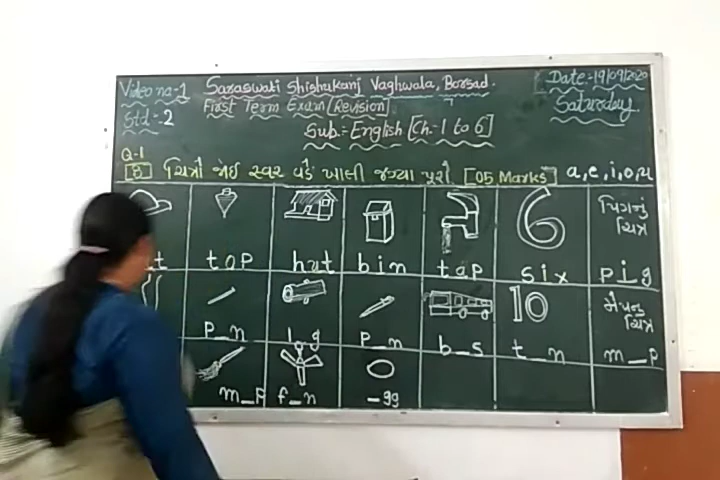 Video no-1 Saraswati Shishukunj Vaghwala, Borsad. Date:-19/09/2020
First Term Exam [Revision] Saturday
Std:-2
Sub:-English [Ch-1 to 6]
Q-1
B ચિત્રો જોઈ સ્વર વડે ખાલી જગ્યા પૂરો [05 Marks] a,e,i,o,u
6 પિગનું ચિત્ર
t top hut bin tap six pig
10 મેપનું ચિત્ર
p_n l_g p_n b_s t_n m_p
m_p f_n _gg